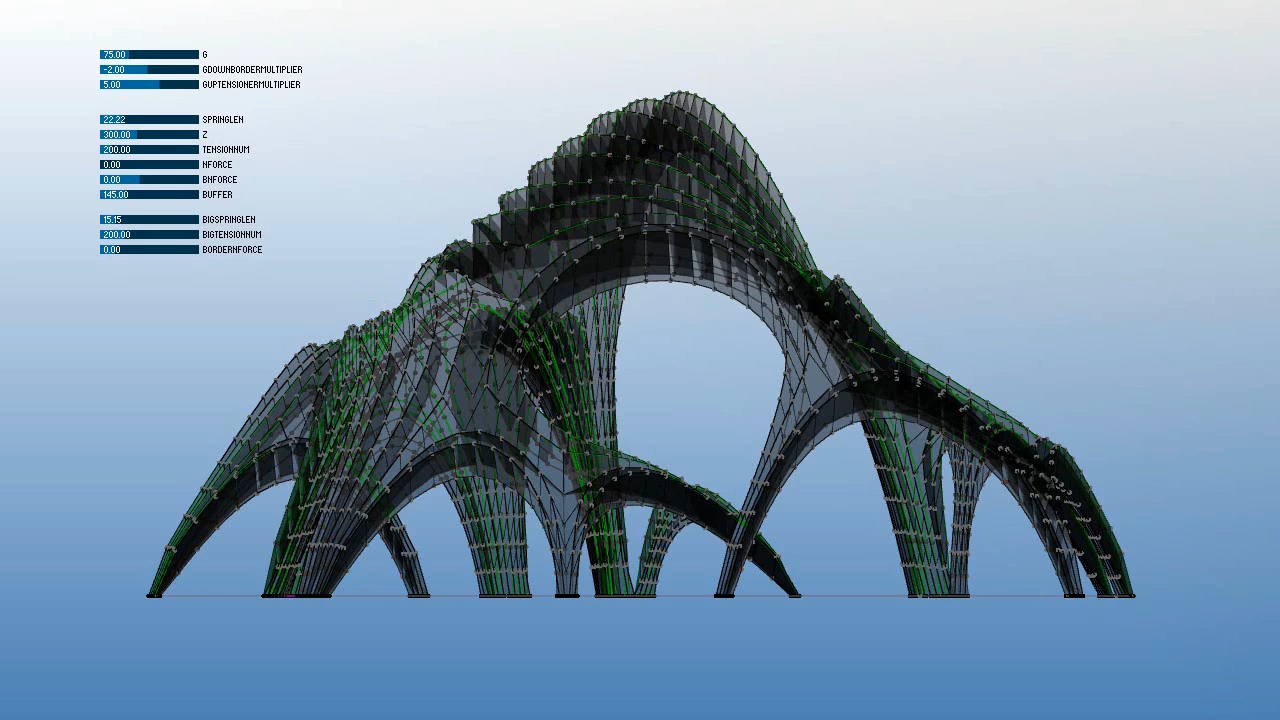 75.00 G
-2.00 GDOWNBORDERMULTIPLIER
5.00 GUPTENSIONERMULTIPLIER
22.22 SPRINGLEN
300.00 Z
200.00 TENSIONNUM
0.00 NFORCE
0.00 BNFORCE
145.00 BUFFER
15.15 BIGSPRINGLEN
200.00 BIGTENSIONNUM
0.00 BORDERNFORCE